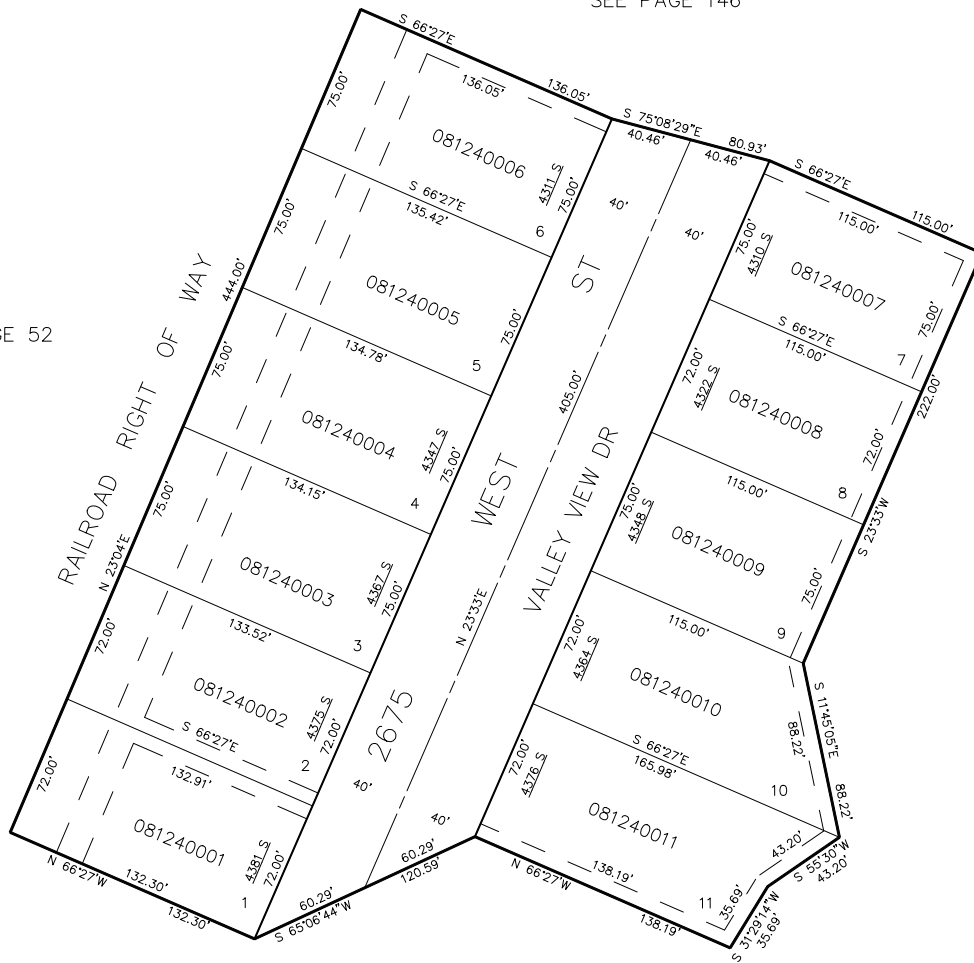 SEE PAGE 146
S 66°27'E
136.05'
136.05'
S 75°08'29"E
80.93'
40.46'
40.46'
S 66°27'E
115.00'
115.00'
75.00'
081240006
4311 S
75.00'
6
40'
40'
75.00'
4310 S
081240007
75.00'
7
S 66°27'E
135.42'
75.00'
081240005
75.00'
5
ST
S 66°27'E
115.00'
222.00'
RAILROAD RIGHT OF WAY
444.00'
N 23°04'E
GE 52
134.78'
75.00'
081240004
4347 S
75.00'
4
405.00'
N 23°33'E
72.00'
4322 S
081240008
72.00'
8
S 23°33'W
134.15'
75.00'
081240003
4367 S
75.00'
3
2675 WEST
VALLEY VIEW DR
115.00'
75.00'
4348 S
081240009
75.00'
9
133.52'
72.00'
081240002
4375 S
72.00'
2
115.00'
72.00'
4364 S
081240010
88.22'
S 11°45'05"E
88.22'
10
S 66°27'E
132.91'
72.00'
081240001
4381 S
72.00'
1
132.30'
N 66°27'W
132.30'
40'
40'
60.29'
60.29'
120.59'
S 65°06'44"W
S 66°27'E
165.98'
72.00'
4376 S
081240011
11
43.20'
S 55°30'W
43.20'
35.69'
S 31°29'14"W
35.69'
138.19'
N 66°27'W
138.19'